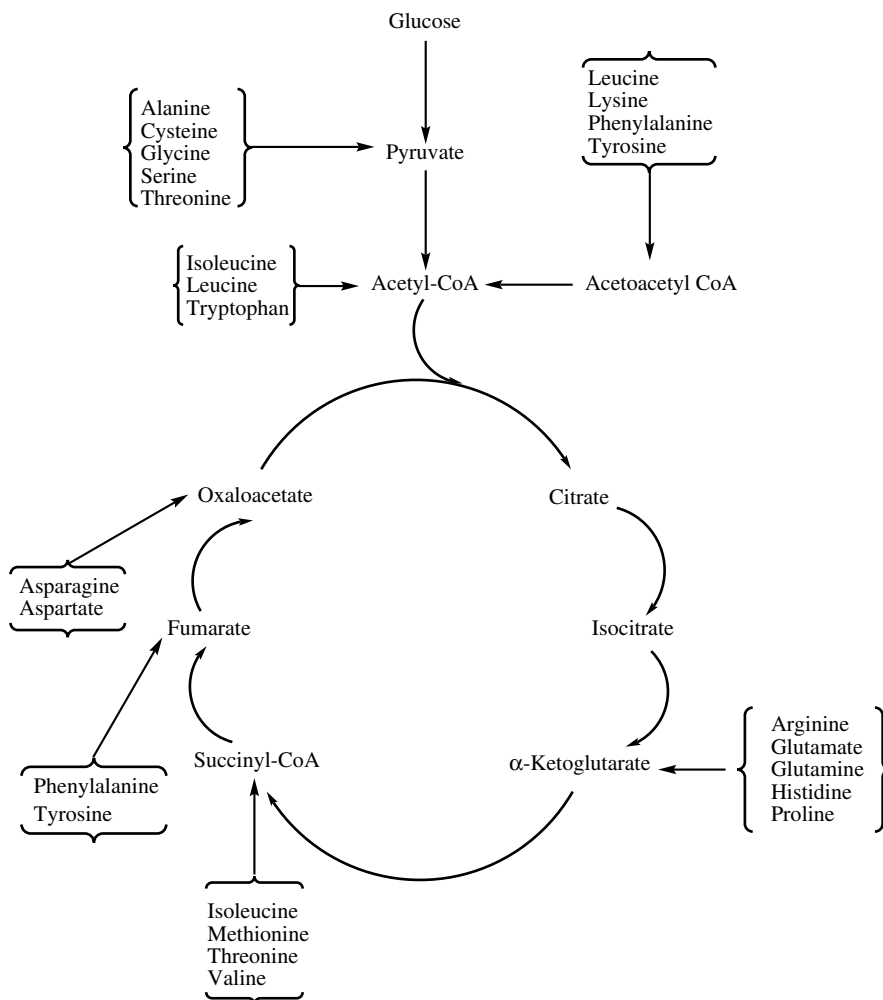 Glucose
Leucine
Lysine
Phenylalanine
Tyrosine
Alanine
Cysteine
Glycine
Serine
Threonine
Pyruvate
Isoleucine
Leucine
Tryptophan
Acetyl-CoA
Acetoacetyl CoA
Oxaloacetate
Citrate
Asparagine
Aspartate
Fumarate
Isocitrate
Phenylalanine
Tyrosine
Succinyl-CoA
α-Ketoglutarate
Arginine
Glutamate
Glutamine
Histidine
Proline
Isoleucine
Methionine
Threonine
Valine